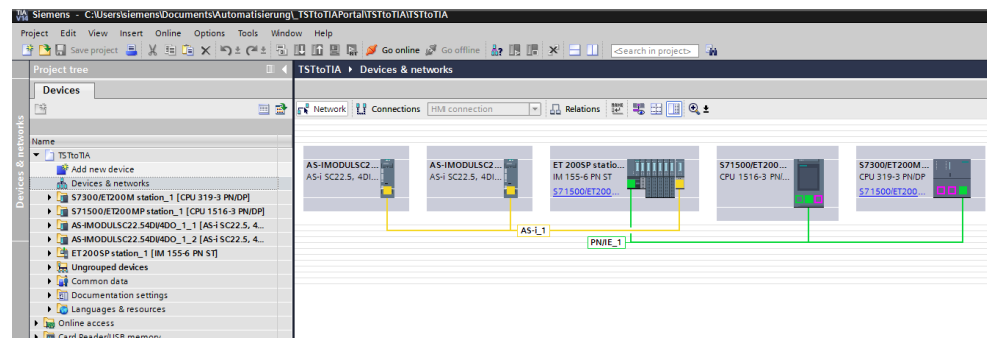 Siemens - C:\Users\siemens\Documents\Automatisierung\_TSTtoTIAPortal\TSTtoTIA\TSTtoTIA
Project Edit View Insert Online Options Tools Window Help
Save project Go online Go offline <Search in project>
Project tree
TSTtoTIA Devices & networks
Devices
Network Connections HMI connection Relations
Devices & networks
Name
TSTtoTIA
Add new device
Devices & networks
S7300/ET200M station_1 [CPU 319-3 PN/DP]
S71500/ET200MP station_1 [CPU 1516-3 PN/DP]
AS-IMODULSC22.54DI/4DO_1_1 [AS-i SC22.5, 4...
AS-IMODULSC22.54DI/4DO_1_2 [AS-i SC22.5, 4...
ET 200SP station_1 [IM 155-6 PN ST]
Ungrouped devices
Common data
Documentation settings
Languages & resources
Online access
Card Reader/USB memory
AS-IMODULSC2...
AS-i SC22.5, 4DI...
AS-IMODULSC2...
AS-i SC22.5, 4DI...
ET 200SP statio...
IM 155-6 PN ST
S71500/ET200...
S71500/ET200...
CPU 1516-3 PN/...
S7300/ET200M...
CPU 319-3 PN/DP
S71500/ET200...
AS-i_1
PN/IE_1